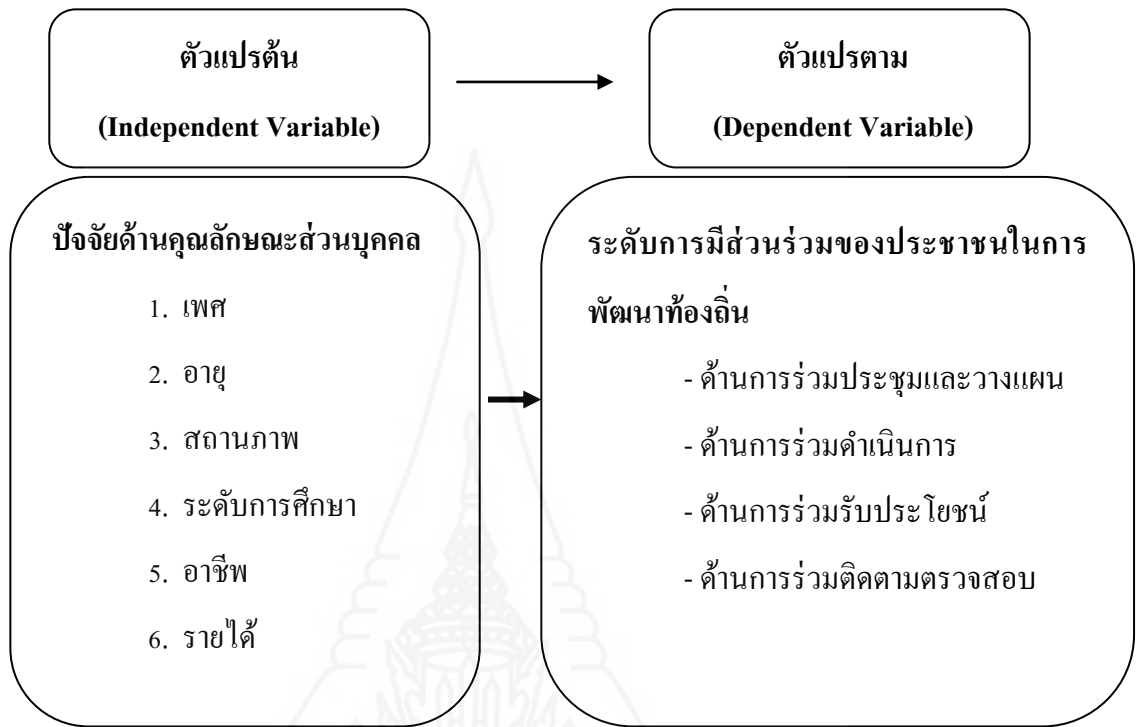 ตัวแปรต้น
(Independent Variable)
ตัวแปรตาม
(Dependent Variable)
ปัจจัยด้านคุณลักษณะส่วนบุคคล
1. เพศ
2. อายุ
3. สถานภาพ
4. ระดับการศึกษา
5. อาชีพ
6. รายได้
ระดับการมีส่วนร่วมของประชาชนในการ
พัฒนาท้องถิ่น
- ด้านการร่วมประชุมและวางแผน
- ด้านการร่วมดำเนินการ
- ด้านการร่วมรับประโยชน์
- ด้านการร่วมติดตามตรวจสอบ